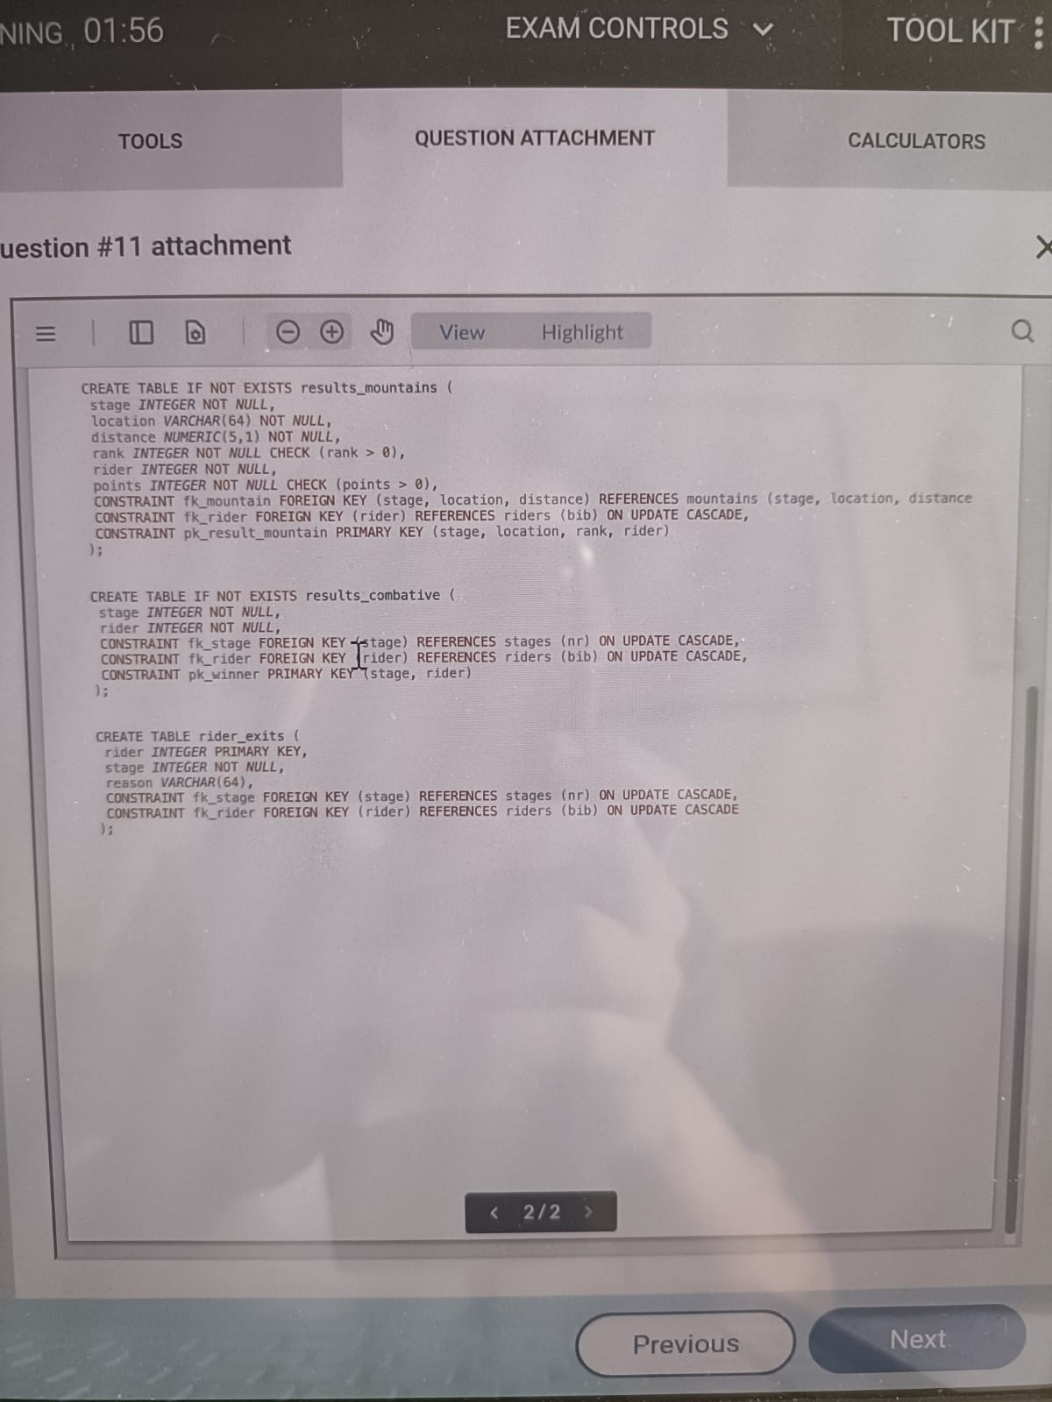 NING 01:56 EXAM CONTROLS TOOL KIT
TOOLS QUESTION ATTACHMENT CALCULATORS
uestion #11 attachment
View Highlight
CREATE TABLE IF NOT EXISTS results_mountains (
stage INTEGER NOT NULL,
location VARCHAR(64) NOT NULL,
distance NUMERIC(5,1) NOT NULL,
rank INTEGER NOT NULL CHECK (rank > 0),
rider INTEGER NOT NULL,
points INTEGER NOT NULL CHECK (points > 0),
CONSTRAINT fk_mountain FOREIGN KEY (stage, location, distance) REFERENCES mountains (stage, location, distance
CONSTRAINT fk_rider FOREIGN KEY (rider) REFERENCES riders (bib) ON UPDATE CASCADE,
CONSTRAINT pk_result_mountain PRIMARY KEY (stage, location, rank, rider)
);
CREATE TABLE IF NOT EXISTS results_combative (
stage INTEGER NOT NULL,
rider INTEGER NOT NULL,
CONSTRAINT fk_stage FOREIGN KEY (stage) REFERENCES stages (nr) ON UPDATE CASCADE,
CONSTRAINT fk_rider FOREIGN KEY (rider) REFERENCES riders (bib) ON UPDATE CASCADE,
CONSTRAINT pk_winner PRIMARY KEY (stage, rider)
);
CREATE TABLE rider_exits (
rider INTEGER PRIMARY KEY,
stage INTEGER NOT NULL,
reason VARCHAR(64),
CONSTRAINT fk_stage FOREIGN KEY (stage) REFERENCES stages (nr) ON UPDATE CASCADE,
CONSTRAINT fk_rider FOREIGN KEY (rider) REFERENCES riders (bib) ON UPDATE CASCADE
);
2/2
Previous Next